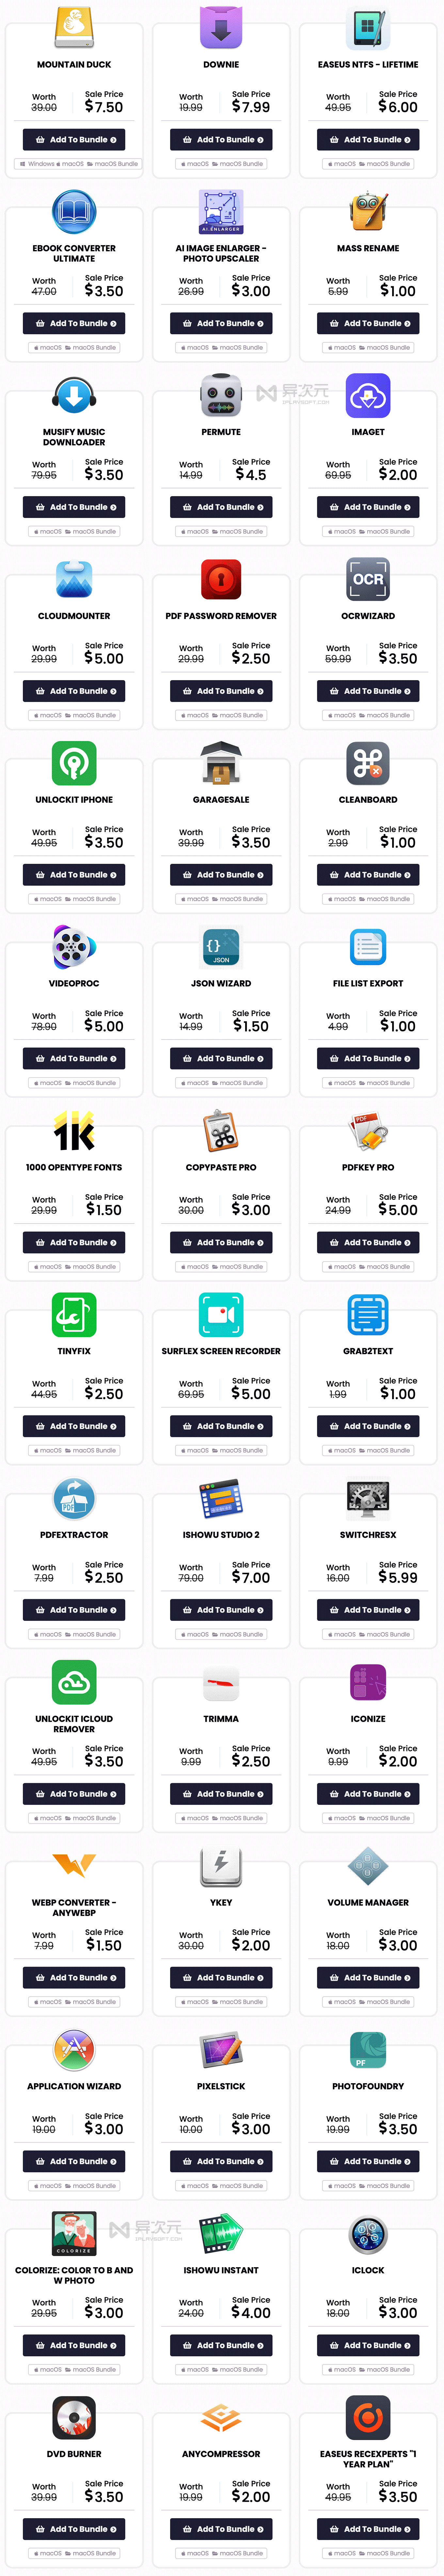 MOUNTAIN DUCK
Worth Sale Price
39.00 $7.50
Add To Bundle
Windows macOS macOS Bundle
DOWNIE
Worth Sale Price
19.99 $7.99
Add To Bundle
macOS macOS Bundle
EASEUS NTFS - LIFETIME
Worth Sale Price
49.95 $6.00
Add To Bundle
macOS macOS Bundle
EBOOK CONVERTER
ULTIMATE
Worth Sale Price
47.00 $3.50
Add To Bundle
macOS macOS Bundle
AI.ENLARGER
AI IMAGE ENLARGER -
PHOTO UPSCALER
Worth Sale Price
26.99 $3.00
Add To Bundle
macOS macOS Bundle
MASS RENAME
Worth Sale Price
5.99 $1.00
Add To Bundle
macOS macOS Bundle
MUSIFY MUSIC
DOWNLOADER
Worth Sale Price
79.95 $3.50
Add To Bundle
macOS macOS Bundle
PERMUTE
Worth Sale Price
14.99 $4.5
Add To Bundle
macOS macOS Bundle
异次元
IPLAYSOFT.COM
IMAGET
Worth Sale Price
69.95 $2.00
Add To Bundle
macOS macOS Bundle
CLOUDMOUNTER
Worth Sale Price
29.99 $5.00
Add To Bundle
macOS macOS Bundle
PDF PASSWORD REMOVER
Worth Sale Price
29.99 $2.50
Add To Bundle
macOS macOS Bundle
OCR
OCRWIZARD
Worth Sale Price
59.99 $3.50
Add To Bundle
macOS macOS Bundle
UNLOCKIT IPHONE
Worth Sale Price
49.95 $3.50
Add To Bundle
macOS macOS Bundle
GARAGESALE
Worth Sale Price
39.99 $3.50
Add To Bundle
macOS macOS Bundle
CLEANBOARD
Worth Sale Price
2.99 $1.00
Add To Bundle
macOS macOS Bundle
VIDEOPROC
Worth Sale Price
78.90 $5.00
Add To Bundle
macOS macOS Bundle
{}
JSON
JSON WIZARD
Worth Sale Price
14.99 $1.50
Add To Bundle
macOS macOS Bundle
FILE LIST EXPORT
Worth Sale Price
4.99 $1.00
Add To Bundle
macOS macOS Bundle
1K
1000 OPENTYPE FONTS
Worth Sale Price
29.99 $1.50
Add To Bundle
macOS macOS Bundle
COPYPASTE PRO
Worth Sale Price
30.00 $3.00
Add To Bundle
macOS macOS Bundle
PDF
PDFKEY PRO
Worth Sale Price
24.99 $5.00
Add To Bundle
macOS macOS Bundle
TINYFIX
Worth Sale Price
44.95 $2.50
Add To Bundle
macOS macOS Bundle
SURFLEX SCREEN RECORDER
Worth Sale Price
69.95 $5.00
Add To Bundle
macOS macOS Bundle
GRAB2TEXT
Worth Sale Price
1.99 $1.00
Add To Bundle
macOS macOS Bundle
PDF
PDFEXTRACTOR
Worth Sale Price
7.99 $2.50
Add To Bundle
macOS macOS Bundle
ISHOWU STUDIO 2
Worth Sale Price
79.00 $7.00
Add To Bundle
macOS macOS Bundle
SWITCHRESX
Worth Sale Price
16.00 $5.99
Add To Bundle
macOS macOS Bundle
UNLOCKIT ICLOUD
REMOVER
Worth Sale Price
49.95 $3.50
Add To Bundle
macOS macOS Bundle
TRIMMA
Worth Sale Price
9.99 $2.50
Add To Bundle
macOS macOS Bundle
ICONIZE
Worth Sale Price
9.99 $2.00
Add To Bundle
macOS macOS Bundle
WEBP CONVERTER -
ANYWEBP
Worth Sale Price
7.99 $1.50
Add To Bundle
macOS macOS Bundle
YKEY
Worth Sale Price
30.00 $2.00
Add To Bundle
macOS macOS Bundle
VOLUME MANAGER
Worth Sale Price
18.00 $3.00
Add To Bundle
macOS macOS Bundle
APPLICATION WIZARD
Worth Sale Price
19.00 $3.00
Add To Bundle
macOS macOS Bundle
PIXELSTICK
Worth Sale Price
10.00 $3.00
Add To Bundle
macOS macOS Bundle
PF
PHOTOFOUNDRY
Worth Sale Price
19.99 $3.50
Add To Bundle
macOS macOS Bundle
COLORIZE
COLORIZE: COLOR TO B AND
W PHOTO
Worth Sale Price
29.95 $3.00
Add To Bundle
macOS macOS Bundle
异次元
IPLAYSOFT.COM
ISHOWU INSTANT
Worth Sale Price
24.00 $4.00
Add To Bundle
macOS macOS Bundle
ICLOCK
Worth Sale Price
18.00 $3.00
Add To Bundle
macOS macOS Bundle
DVD BURNER
Worth Sale Price
39.99 $3.50
Add To Bundle
macOS macOS Bundle
ANYCOMPRESSOR
Worth Sale Price
19.99 $2.00
Add To Bundle
macOS macOS Bundle
EASEUS RECEXPERTS "1
YEAR PLAN"
Worth Sale Price
49.95 $3.50
Add To Bundle
macOS macOS Bundle